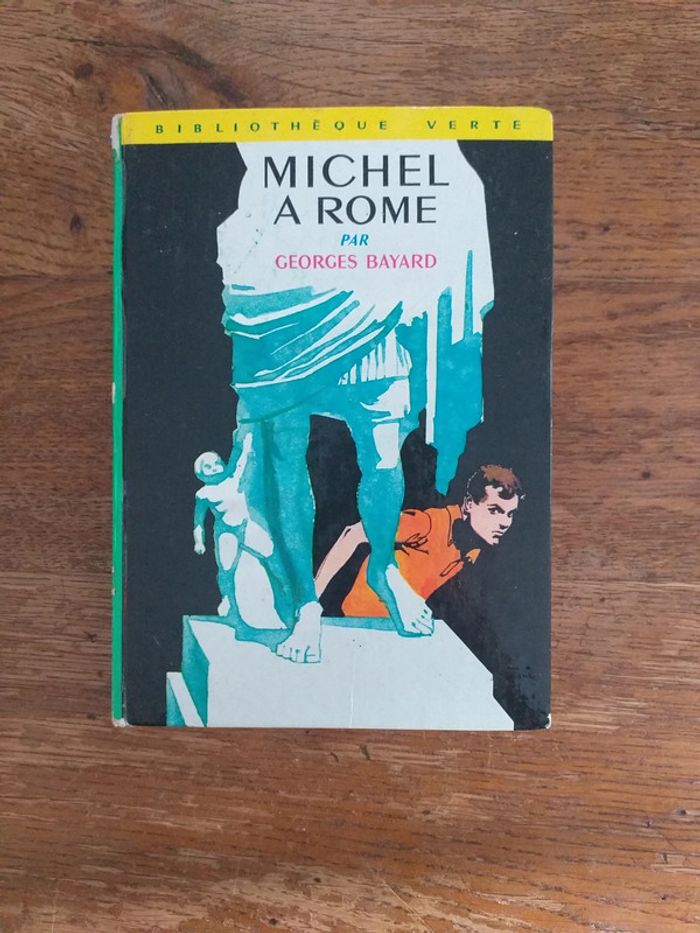 BIBLIOTHÈQUE VERTE
MICHEL
A ROME
PAR
GEORGES BAYARD